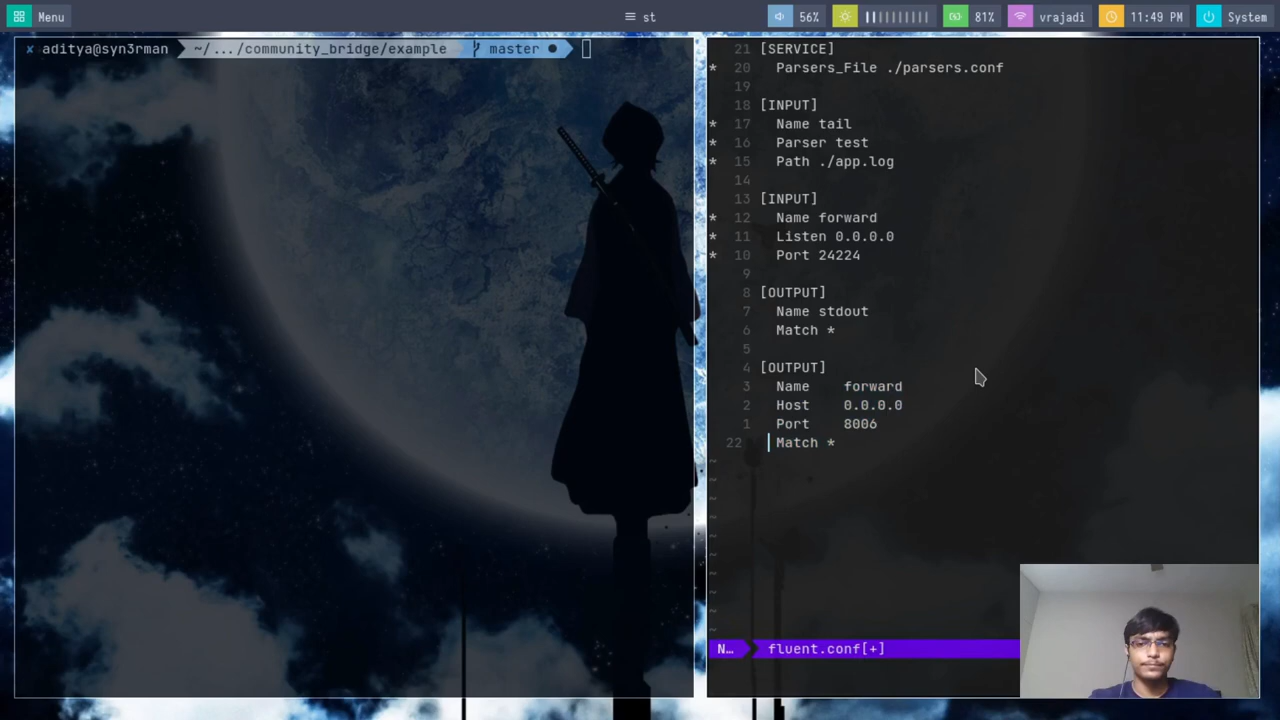 Menu
st
56%
81%
vrajadi
11:49 PM
System
✘ aditya@syn3rman ~/.../community_bridge/example master ●
21 [SERVICE]
* 20 Parsers_File ./parsers.conf
19
18 [INPUT]
* 17 Name tail
* 16 Parser test
* 15 Path ./app.log
14
13 [INPUT]
* 12 Name forward
* 11 Listen 0.0.0.0
* 10 Port 24224
9
8 [OUTPUT]
7 Name stdout
6 Match *
5
4 [OUTPUT]
3 Name    forward
2 Host    0.0.0.0
1 Port    8006
22 Match *
~
~
~
~
~
~
~
~
~
~
N… fluent.conf[+]